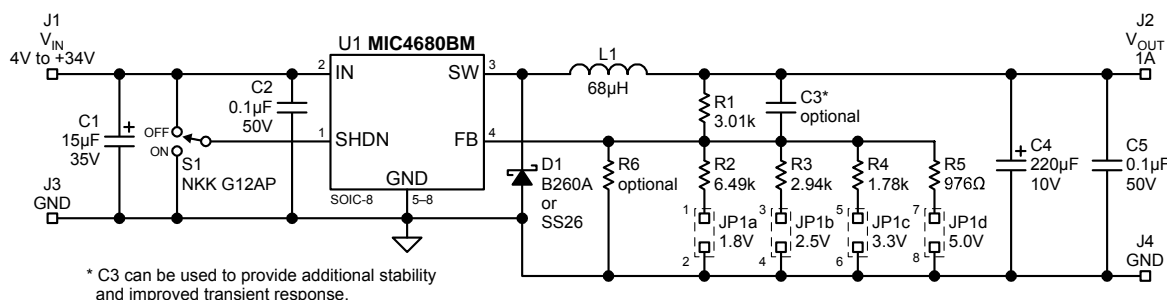 J1
VIN
4V to +34V
U1 MIC4680BM
2
IN
SW
3
L1
68µH
J2
VOUT
1A
C2
0.1µF
50V
R1
3.01k
C3*
optional
C1
15µF
35V
+
OFF
ON
S1
NKK G12AP
1
SHDN
FB
4
GND
SOIC-8
5–8
D1
B260A
or
SS26
R6
optional
R2
6.49k
R3
2.94k
R4
1.78k
R5
976Ω
C4
220µF
10V
+
C5
0.1µF
50V
J3
GND
1
JP1a
1.8V
2
3
JP1b
2.5V
4
5
JP1c
3.3V
6
7
JP1d
5.0V
8
J4
GND
* C3 can be used to provide additional stability
and improved transient response.